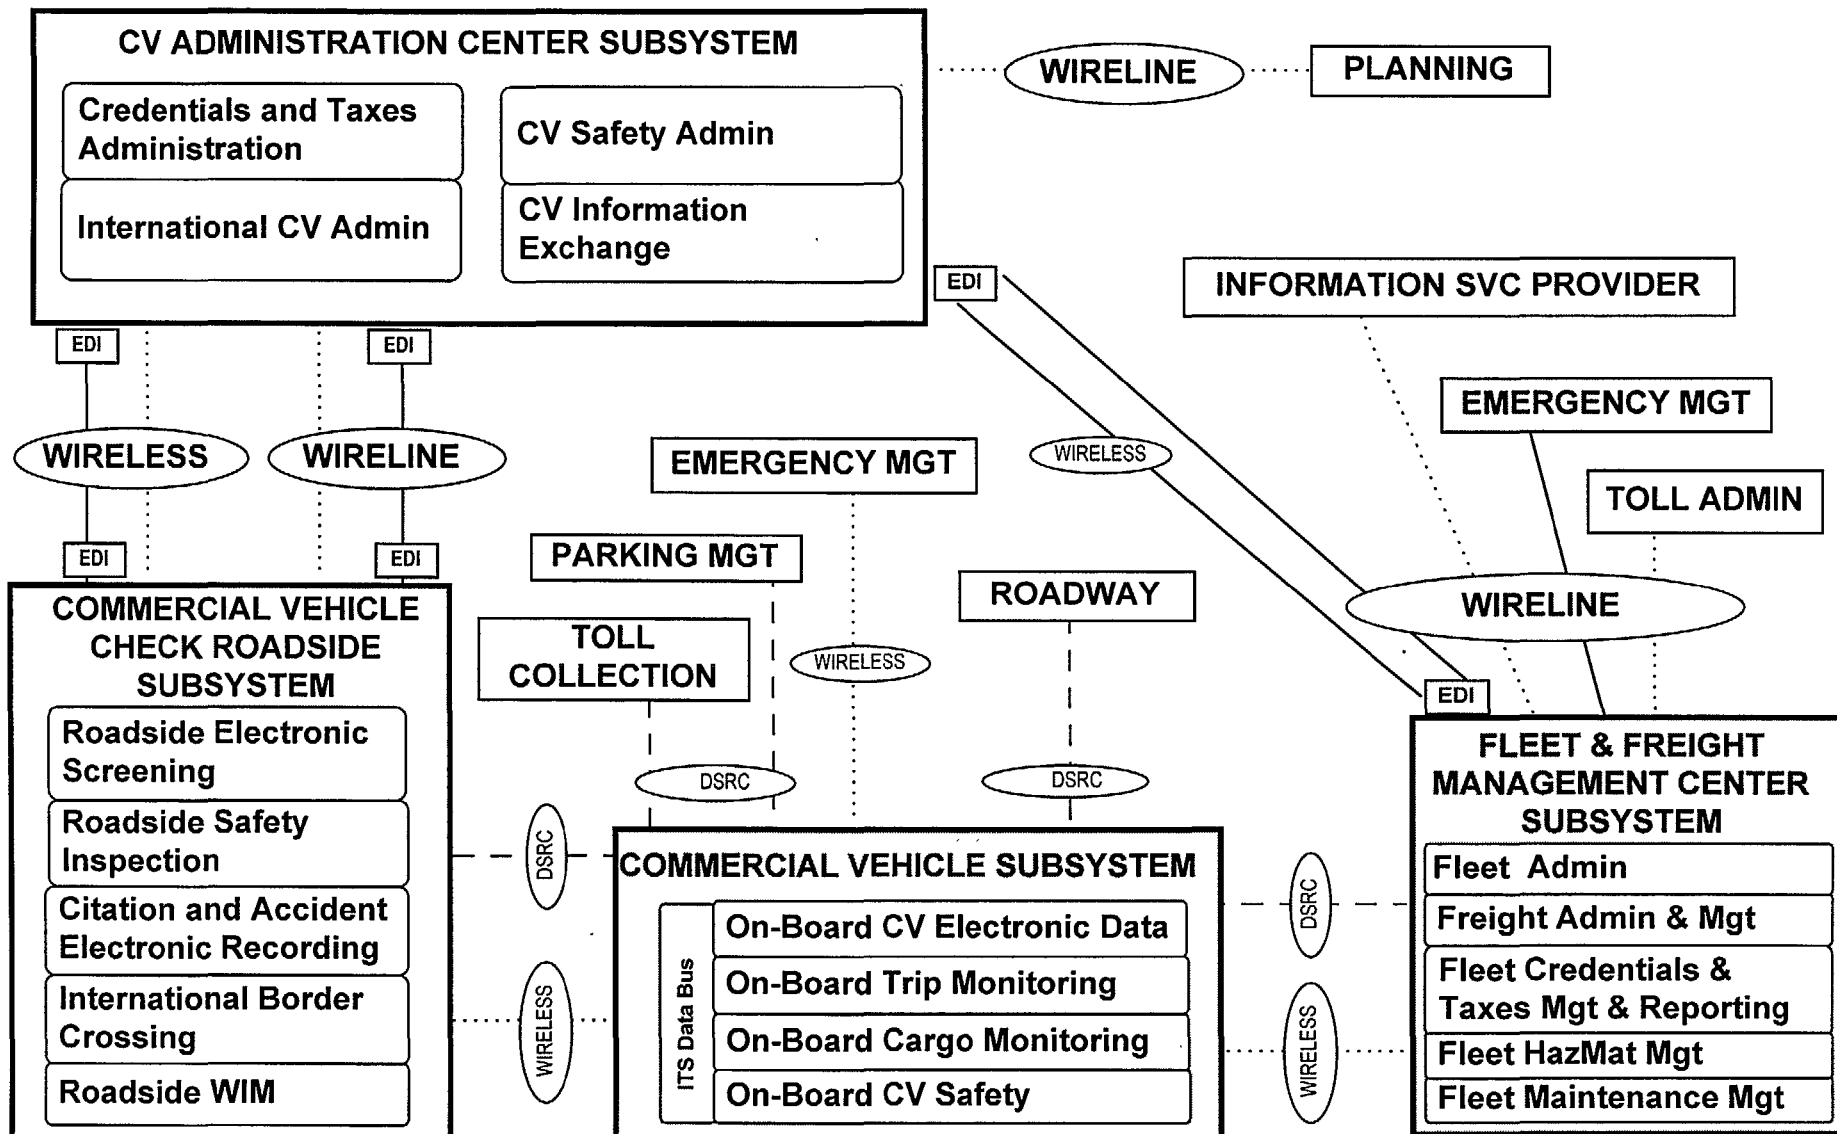 CV ADMINISTRATION CENTER SUBSYSTEM
Credentials and Taxes
Administration
International CV Admin
CV Safety Admin
CV Information
Exchange
WIRELINE
PLANNING
EDI
EDI
EDI
INFORMATION SVC PROVIDER
EMERGENCY MGT
TOLL ADMIN
WIRELESS
WIRELINE
WIRELESS
EMERGENCY MGT
PARKING MGT
ROADWAY
TOLL
COLLECTION
WIRELESS
WIRELINE
EDI
EDI
EDI
DSRC
DSRC
COMMERCIAL VEHICLE
CHECK ROADSIDE
SUBSYSTEM
Roadside Electronic
Screening
Roadside Safety
Inspection
Citation and Accident
Electronic Recording
International Border
Crossing
Roadside WIM
DSRC
WIRELESS
COMMERCIAL VEHICLE SUBSYSTEM
ITS Data Bus
On-Board CV Electronic Data
On-Board Trip Monitoring
On-Board Cargo Monitoring
On-Board CV Safety
DSRC
WIRELESS
FLEET & FREIGHT
MANAGEMENT CENTER
SUBSYSTEM
Fleet Admin
Freight Admin & Mgt
Fleet Credentials &
Taxes Mgt & Reporting
Fleet HazMat Mgt
Fleet Maintenance Mgt